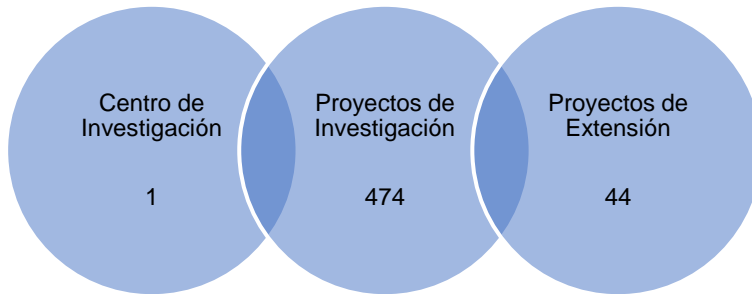 Centro de
Investigación
1
Proyectos de
Investigación
474
Proyectos de
Extensión
44